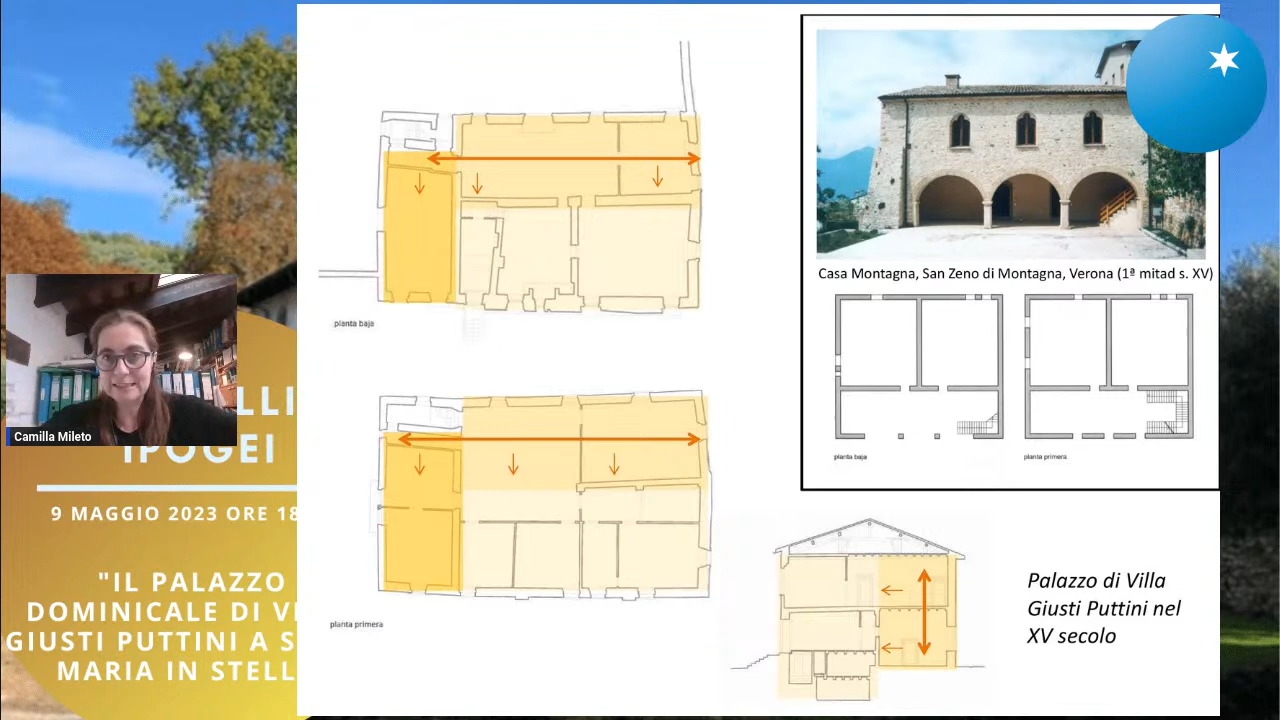 planta baja
planta primera
Casa Montagna, San Zeno di Montagna, Verona (1ª mitad s. XV)
planta baja
planta primera
Palazzo di Villa
Giusti Puttini nel
XV secolo
Camilla Mileto
LLI
IPOGEI
9 MAGGIO 2023 ORE 18
"IL PALAZZO
DOMINICALE DI V
GIUSTI PUTTINI A S
MARIA IN STELL